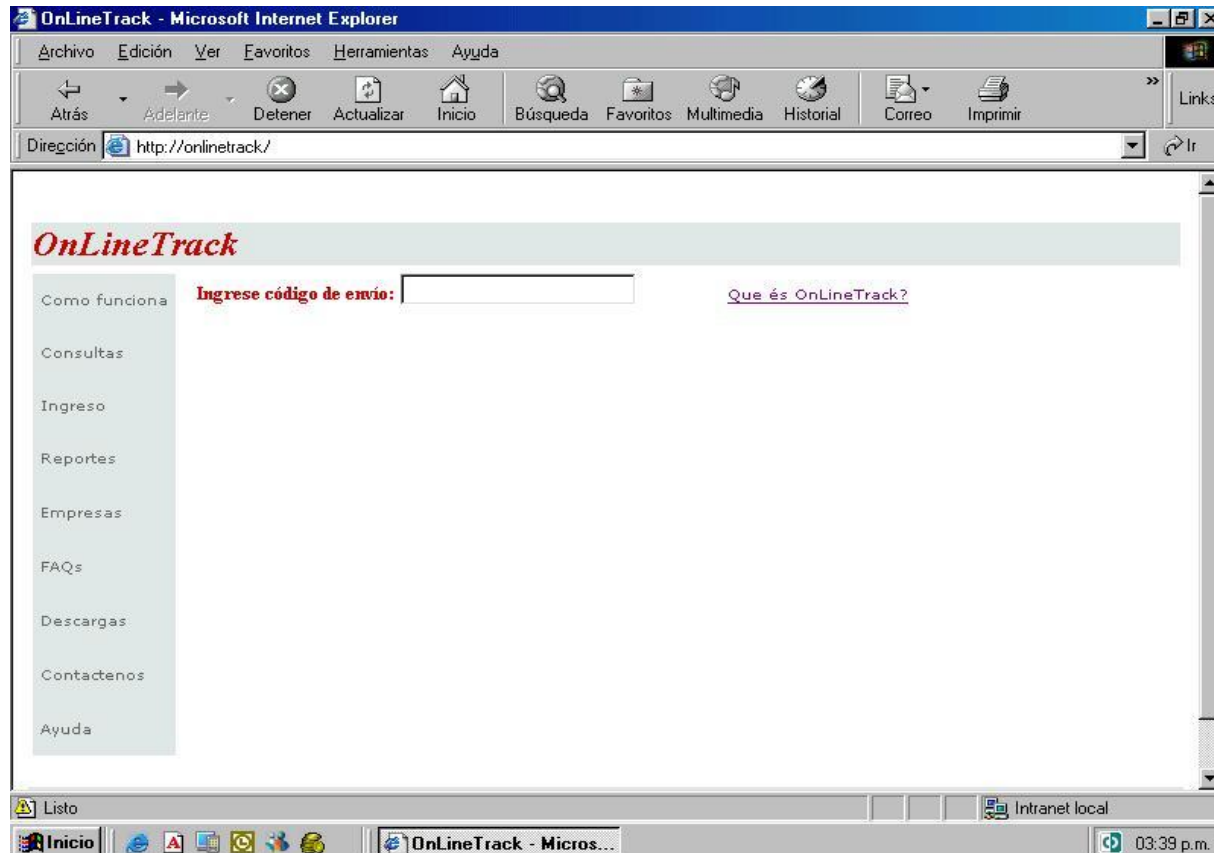 OnLineTrack - Microsoft Internet Explorer
Archivo Edición Ver Favoritos Herramientas Ayuda
Atrás Adelante Detener Actualizar Inicio Búsqueda Favoritos Multimedia Historial Correo Imprimir » Links
Dirección http://onlinetrack/ Ir
OnLineTrack
Como funciona
Ingrese código de envío: Que és OnLineTrack?
Consultas
Ingreso
Reportes
Empresas
FAQs
Descargas
Contactenos
Ayuda
Listo Intranet local
Inicio OnLineTrack - Micros... 03:39 p.m.